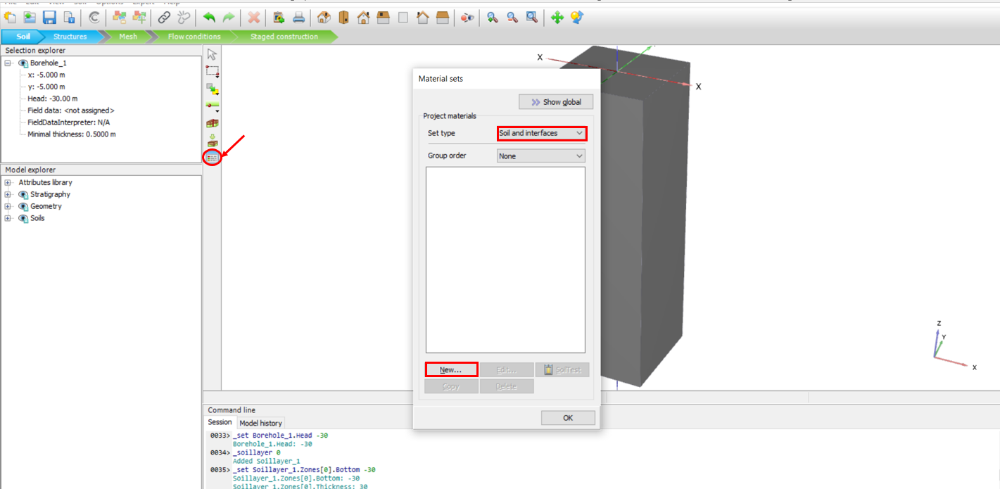 Soil Structures Mesh Flow conditions Staged construction
Selection explorer
Borehole_1
x: -5.000 m
y: -5.000 m
Head: -30.00 m
Field data: <not assigned>
FieldDataInterpreter: N/A
Minimal thickness: 0.5000 m
Model explorer
Attributes library
Stratigraphy
Geometry
Soils
X
X
Material sets
Show global
Project materials
Set type Soil and interfaces
Group order None
New... Edit... SoilTest
Copy Delete
OK
Z
Y
X
Command line
Session Model history
0033> _set Borehole_1.Head -30
Borehole_1.Head: -30
0034> _soillayer 0
Added Soillayer_1
0035> _set Soillayer_1.Zones[0].Bottom -30
Soillayer_1.Zones[0].Bottom: -30
Soillayer_1.Zones[0].Thickness: 30